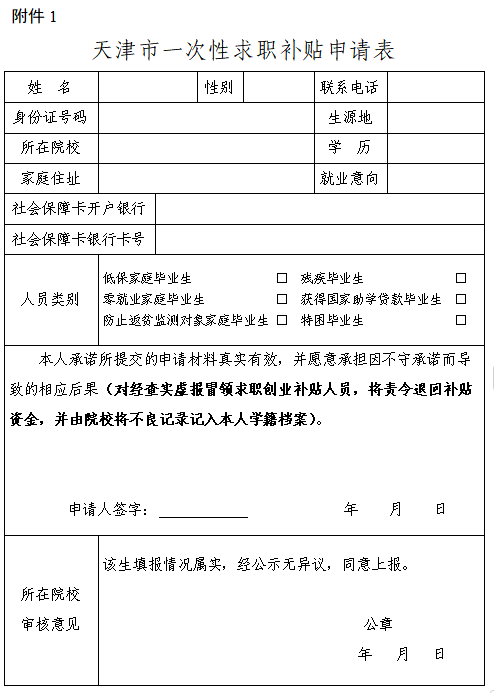 附件 1
天津市一次性求职补贴申请表
姓 名 性别 联系电话
身份证号码 生源地
所在院校 学 历
家庭住址 就业意向
社会保障卡开户银行
社会保障卡银行卡号
人员类别
低保家庭毕业生 □ 残疾毕业生 □
零就业家庭毕业生 □ 获得国家助学贷款毕业生 □
防止返贫监测对象家庭毕业生 □ 特困毕业生 □
本人承诺所提交的申请材料真实有效，并愿意承担因不守承诺而导
致的相应后果（对经查实虚报冒领求职创业补贴人员，将责令退回补贴
资金，并由院校将不良记录记入本人学籍档案）。
申请人签字：____________ 年 月 日
所在院校
审核意见
该生填报情况属实，经公示无异议，同意上报。
公章
年 月 日